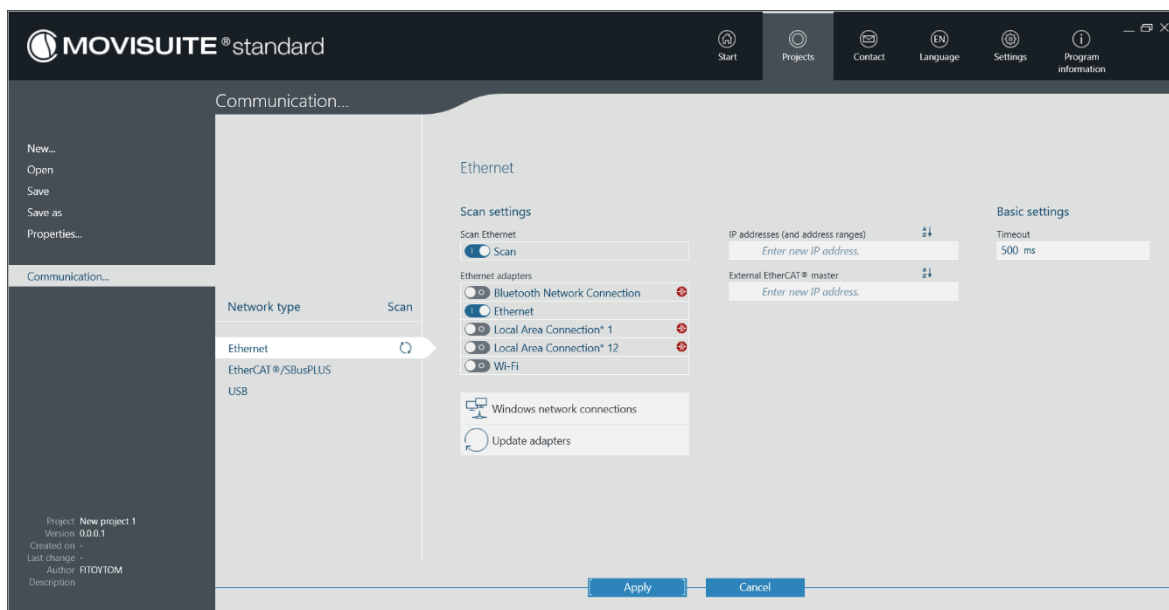 MOVISUITE®standard
Start
Projects
Contact
EN
Language
Settings
Program
information
Communication...
New...
Open
Save
Save as
Properties...
Communication...
Network type Scan
Ethernet
EtherCAT®/SBusPLUS
USB
Ethernet
Scan settings
Scan Ethernet
Scan
Ethernet adapters
Bluetooth Network Connection
Ethernet
Local Area Connection* 1
Local Area Connection* 12
Wi-Fi
Windows network connections
Update adapters
IP addresses (and address ranges)
Enter new IP address.
External EtherCAT® master
Enter new IP address.
Basic settings
Timeout
500 ms
Project New project 1
Version 0.0.0.1
Created on -
Last change -
Author FITOYTOM
Description
Apply
Cancel